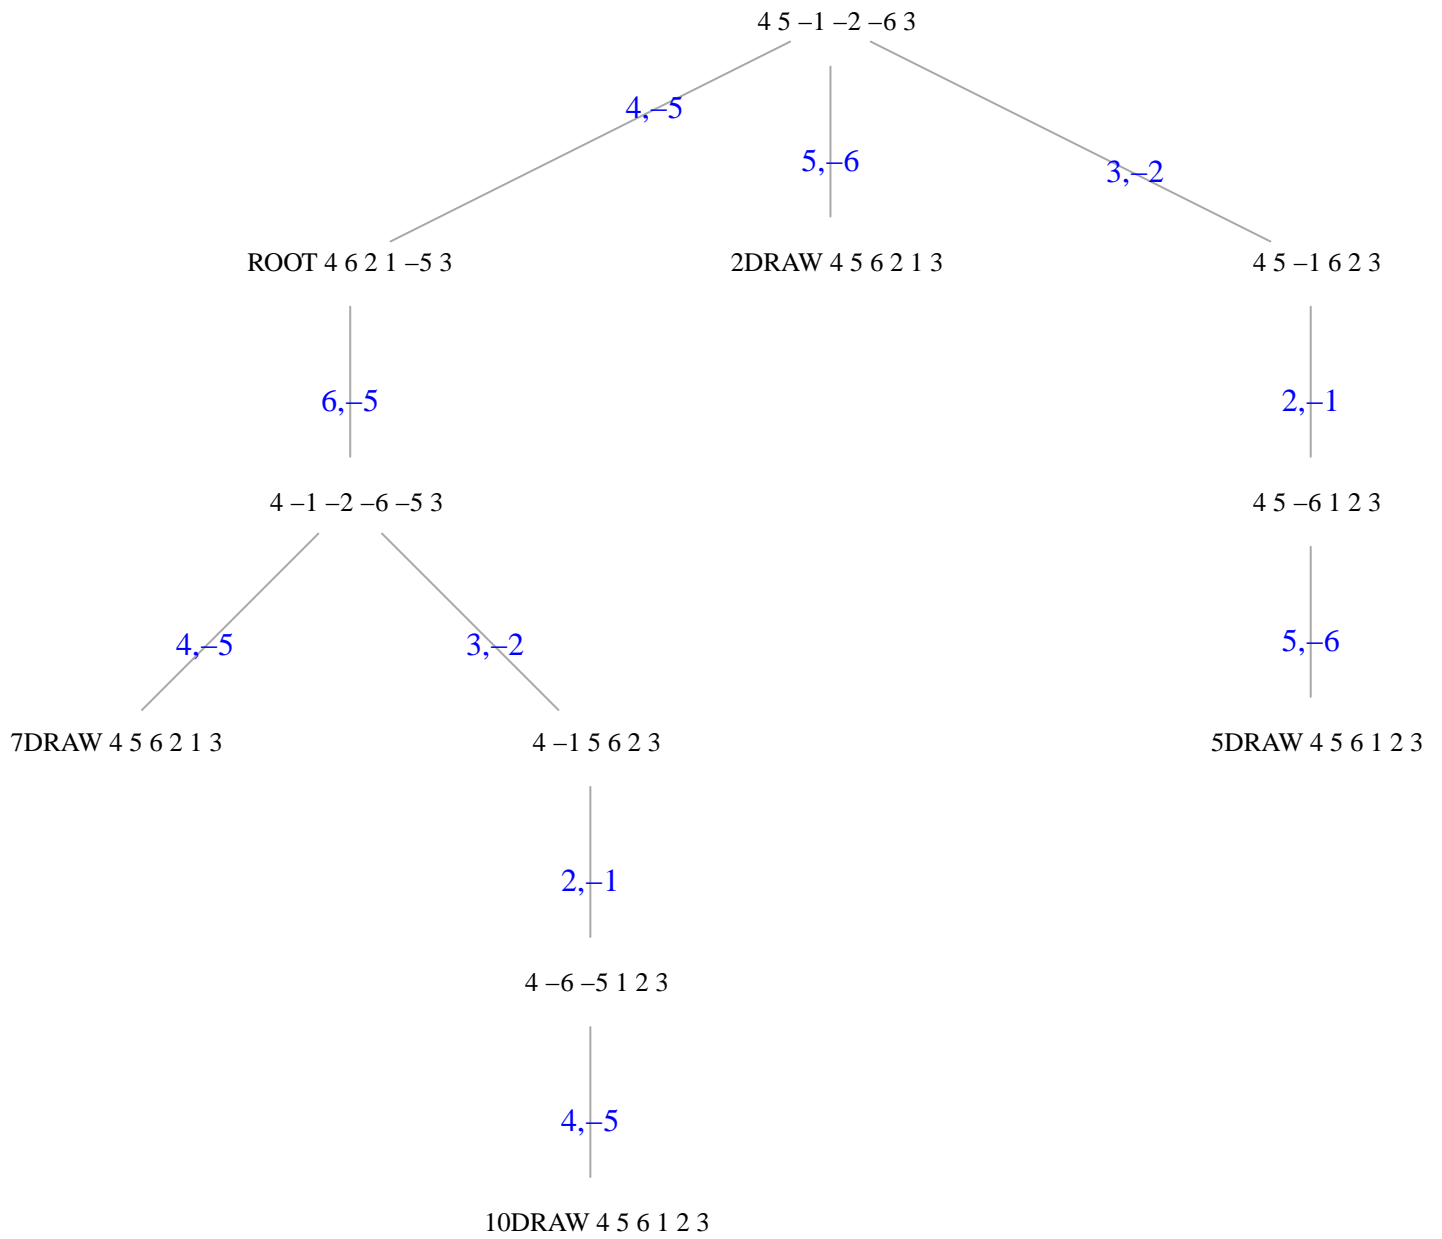 4 5 –1 –2 –6 3
4,–5
5,–6
3,–2
ROOT 4 6 2 1 –5 3
2DRAW 4 5 6 2 1 3
4 5 –1 6 2 3
6,–5
2,–1
4 –1 –2 –6 –5 3
4 5 –6 1 2 3
4,–5
3,–2
5,–6
7DRAW 4 5 6 2 1 3
4 –1 5 6 2 3
5DRAW 4 5 6 1 2 3
2,–1
4 –6 –5 1 2 3
4,–5
10DRAW 4 5 6 1 2 3